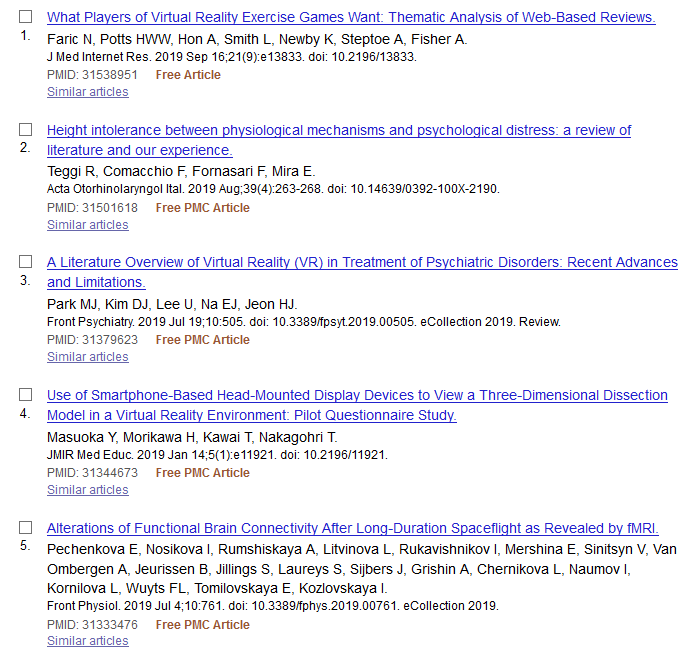 What Players of Virtual Reality Exercise Games Want: Thematic Analysis of Web-Based Reviews.
1. Faric N, Potts HWW, Hon A, Smith L, Newby K, Steptoe A, Fisher A.
J Med Internet Res. 2019 Sep 16;21(9):e13833. doi: 10.2196/13833.
PMID: 31538951 Free Article
Similar articles
Height intolerance between physiological mechanisms and psychological distress: a review of
2. literature and our experience.
Teggi R, Comacchio F, Fornasari F, Mira E.
Acta Otorhinolaryngol Ital. 2019 Aug;39(4):263-268. doi: 10.14639/0392-100X-2190.
PMID: 31501618 Free PMC Article
Similar articles
A Literature Overview of Virtual Reality (VR) in Treatment of Psychiatric Disorders: Recent Advances
3. and Limitations.
Park MJ, Kim DJ, Lee U, Na EJ, Jeon HJ.
Front Psychiatry. 2019 Jul 19;10:505. doi: 10.3389/fpsyt.2019.00505. eCollection 2019. Review.
PMID: 31379623 Free PMC Article
Similar articles
Use of Smartphone-Based Head-Mounted Display Devices to View a Three-Dimensional Dissection
4. Model in a Virtual Reality Environment: Pilot Questionnaire Study.
Masuoka Y, Morikawa H, Kawai T, Nakagohri T.
JMIR Med Educ. 2019 Jan 14;5(1):e11921. doi: 10.2196/11921.
PMID: 31344673 Free PMC Article
Similar articles
Alterations of Functional Brain Connectivity After Long-Duration Spaceflight as Revealed by fMRI.
5. Pechenkova E, Nosikova I, Rumshiskaya A, Litvinova L, Rukavishnikov I, Mershina E, Sinitsyn V, Van
Ombergen A, Jeurissen B, Jillings S, Laureys S, Sijbers J, Grishin A, Chernikova L, Naumov I,
Kornilova L, Wuyts FL, Tomilovskaya E, Kozlovskaya I.
Front Physiol. 2019 Jul 4;10:761. doi: 10.3389/fphys.2019.00761. eCollection 2019.
PMID: 31333476 Free PMC Article
Similar articles